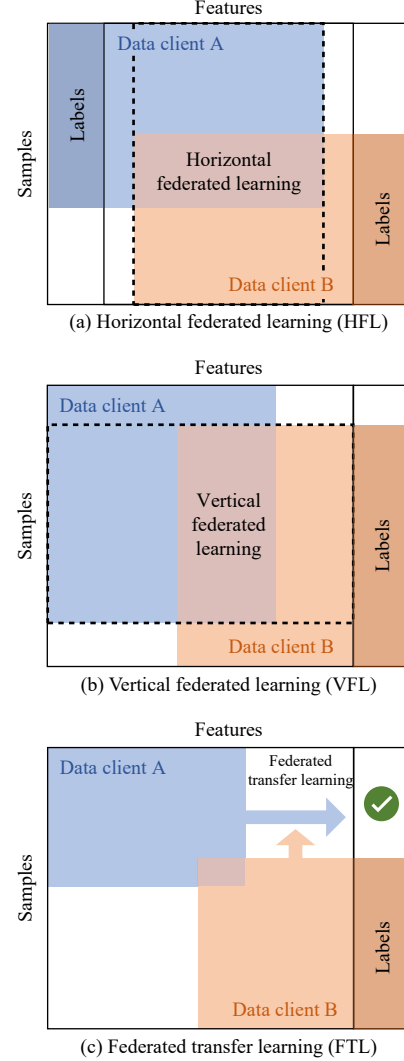 Features
Data client A
Labels
Samples
Horizontal
federated learning
Labels
Data client B
(a) Horizontal federated learning (HFL)
Features
Data client A
Samples
Vertical
federated
learning
Labels
Data client B
(b) Vertical federated learning (VFL)
Features
Data client A
Federated
transfer learning
Samples
Labels
Data client B
(c) Federated transfer learning (FTL)